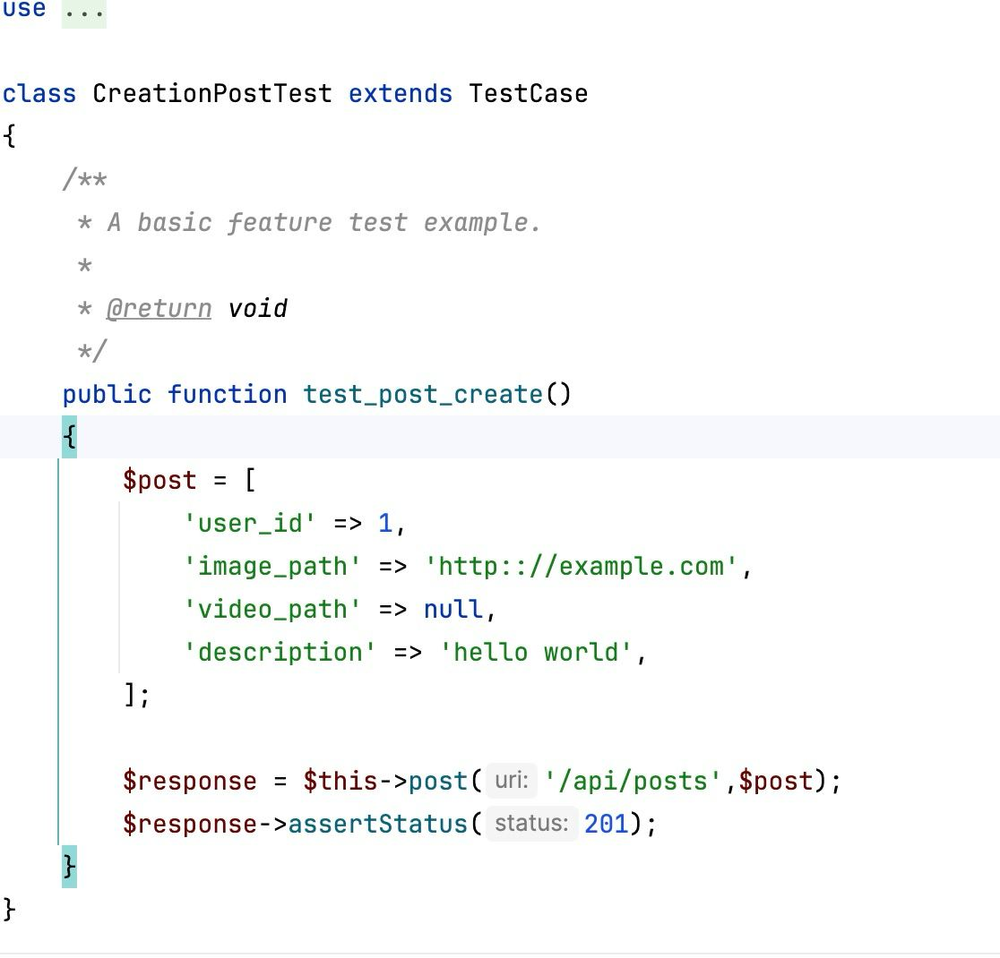 use ...
class CreationPostTest extends TestCase
{
/**
* A basic feature test example.
*
* @return void
*/
public function test_post_create()
{
$post = [
'user_id' => 1,
'image_path' => 'http:://example.com',
'video_path' => null,
'description' => 'hello world',
];
$response = $this->post( uri: '/api/posts',$post);
$response->assertStatus( status: 201);
}
}